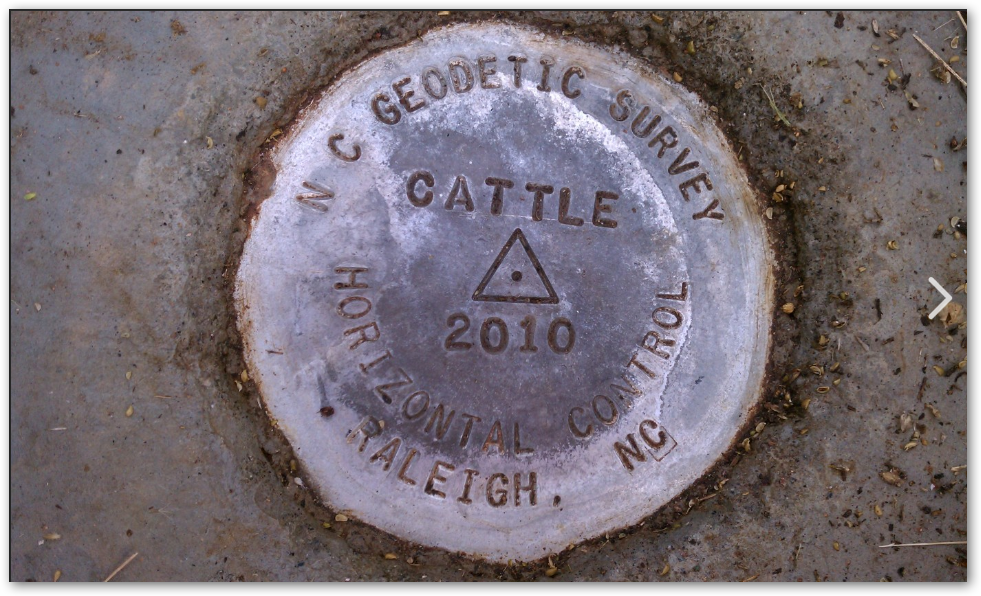 N C GEODETIC SURVEY
CATTLE
2010
HORIZONTAL CONTROL
RALEIGH, NC